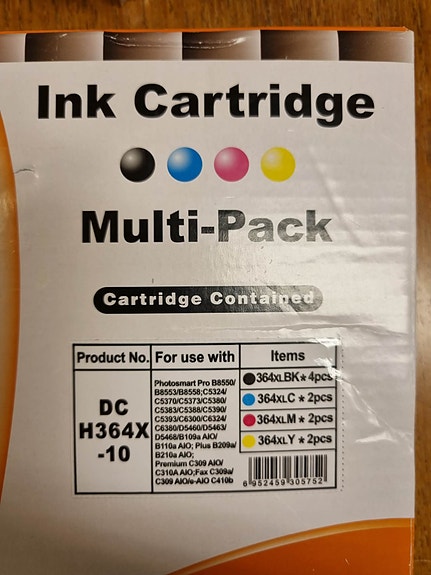 Ink Cartridge
Multi-Pack
Cartridge Contained
Product No.
For use with
Items
DC
H364X
-10
Photosmart Pro B8550/
B8553/B8558;C5324/
C5370/C5373/C5380/
C5383/C5388/C5390/
C5393/C6300/C6324/
C6380/D5460/D5463/
D5468/B109a AIO/
B110a AIO; Plus B209a/
B210a AIO;
Premium C309 AIO/
C310A AIO;Fax C309a/
C309 AIO/e-AIO C410b
364XLBK * 4pcs
364XLC * 2pcs
364XLM * 2pcs
364XLY * 2pcs
6 952459 305752